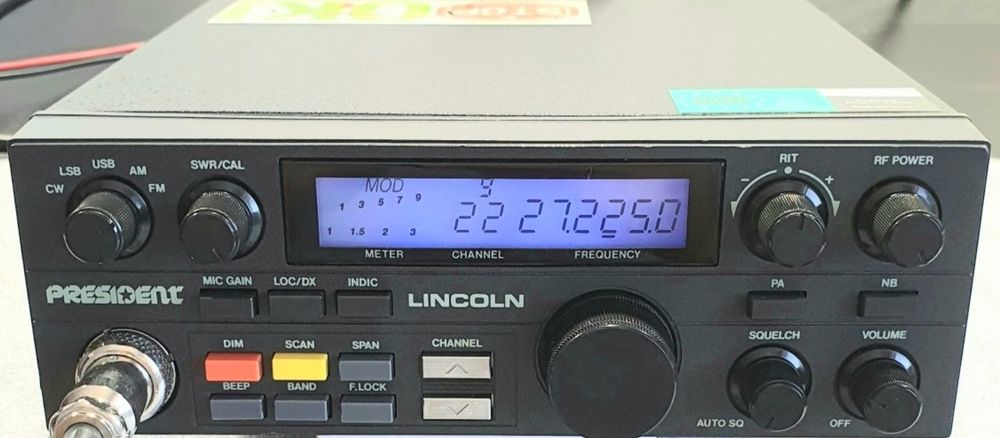 STOP
LSB USB AM
CW FM
SWR/CAL
MOD
1 3 5 7 9
1 1.5 2 3
22 27.225.0
METER CHANNEL FREQUENCY
- RIT +
RF POWER
PRESIDENT
MIC GAIN LOC/DX INDIC
LINCOLN
PA NB
DIM SCAN SPAN
CHANNEL
BEEP BAND F.LOCK
SQUELCH VOLUME
AUTO SQ OFF